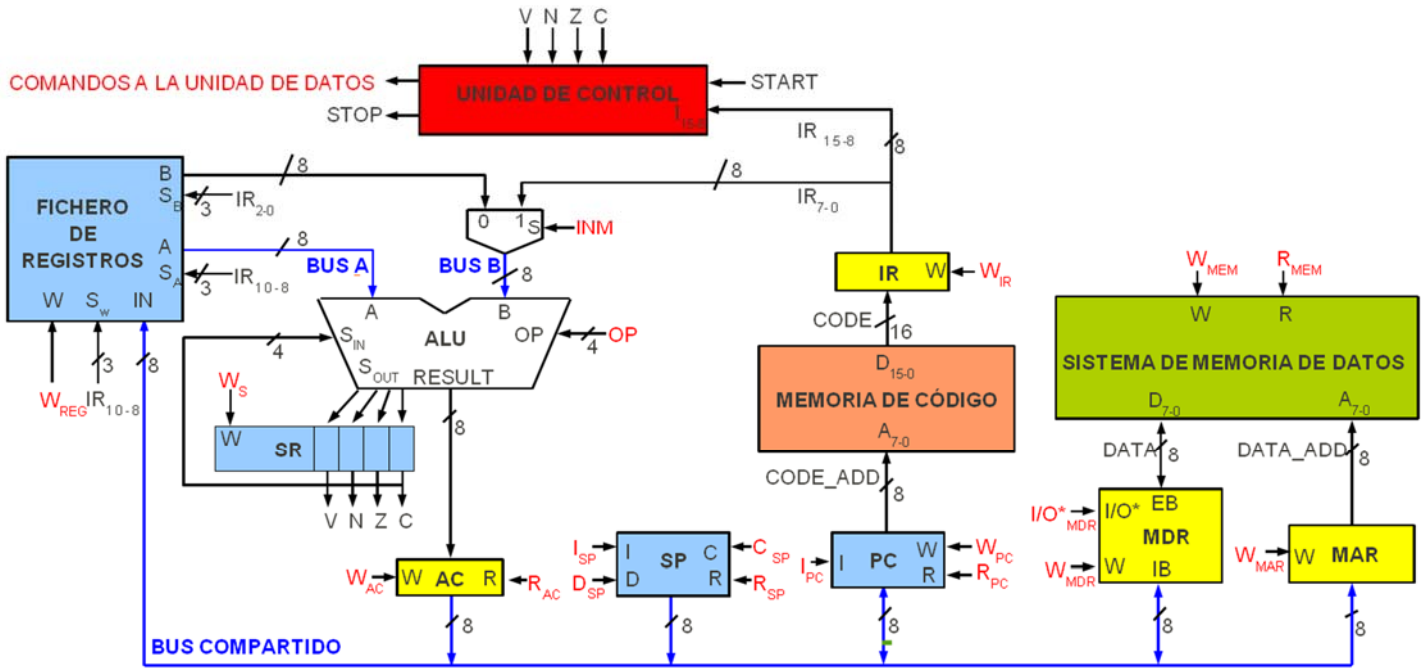 V N Z C
COMANDOS A LA UNIDAD DE DATOS
UNIDAD DE CONTROL
START
STOP
I15-8
IR 15-8
8
FICHERO
DE
REGISTROS
B
SB
3
IR2-0
8
A
SA
3
IR10-8
8
BUS A
W
SW
IN
WREG
3
IR10-8
8
0 1
S
INM
BUS B
8
8
IR7-0
IR
W
WIR
CODE
16
A
B
SIN
ALU
OP
4
OP
SOUT
RESULT
4
WS
W
SR
8
V N Z C
D15-0
MEMORIA DE CÓDIGO
A7-0
CODE_ADD
8
WMEM
RMEM
W
R
SISTEMA DE MEMORIA DE DATOS
D7-0
A7-0
DATA
8
DATA_ADD
8
WAC
W
AC
R
RAC
8
ISP
I
SP
C
CSP
DSP
D
R
RSP
8
IPC
I
PC
W
WPC
R
RPC
8
I/O*MDR
I/O*
EB
MDR
WMDR
W
IB
8
WMAR
W
MAR
8
BUS COMPARTIDO